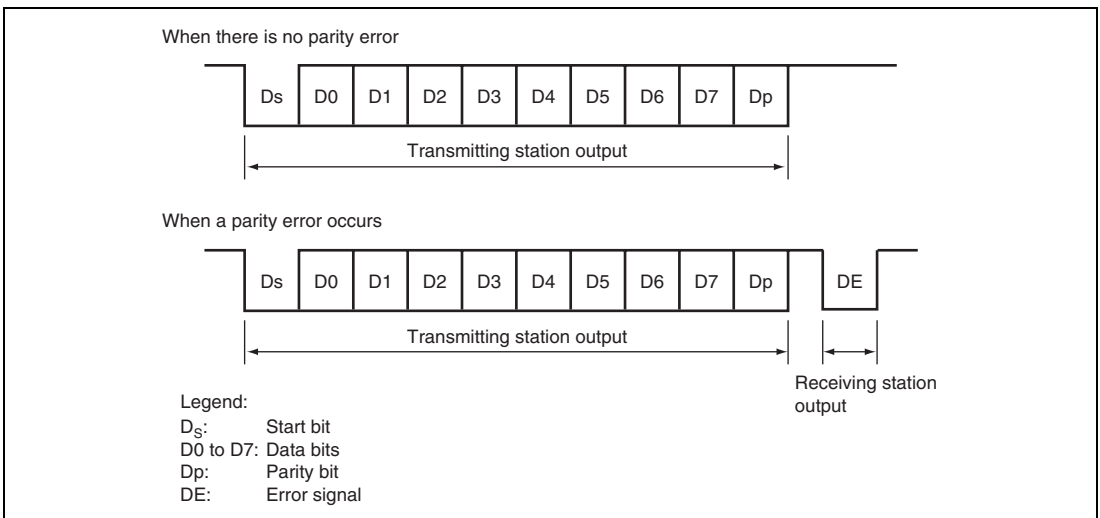 When there is no parity error
Ds D0 D1 D2 D3 D4 D5 D6 D7 Dp
Transmitting station output
When a parity error occurs
Ds D0 D1 D2 D3 D4 D5 D6 D7 Dp DE
Transmitting station output
Receiving station
output
Legend:
DS: Start bit
D0 to D7: Data bits
Dp: Parity bit
DE: Error signal